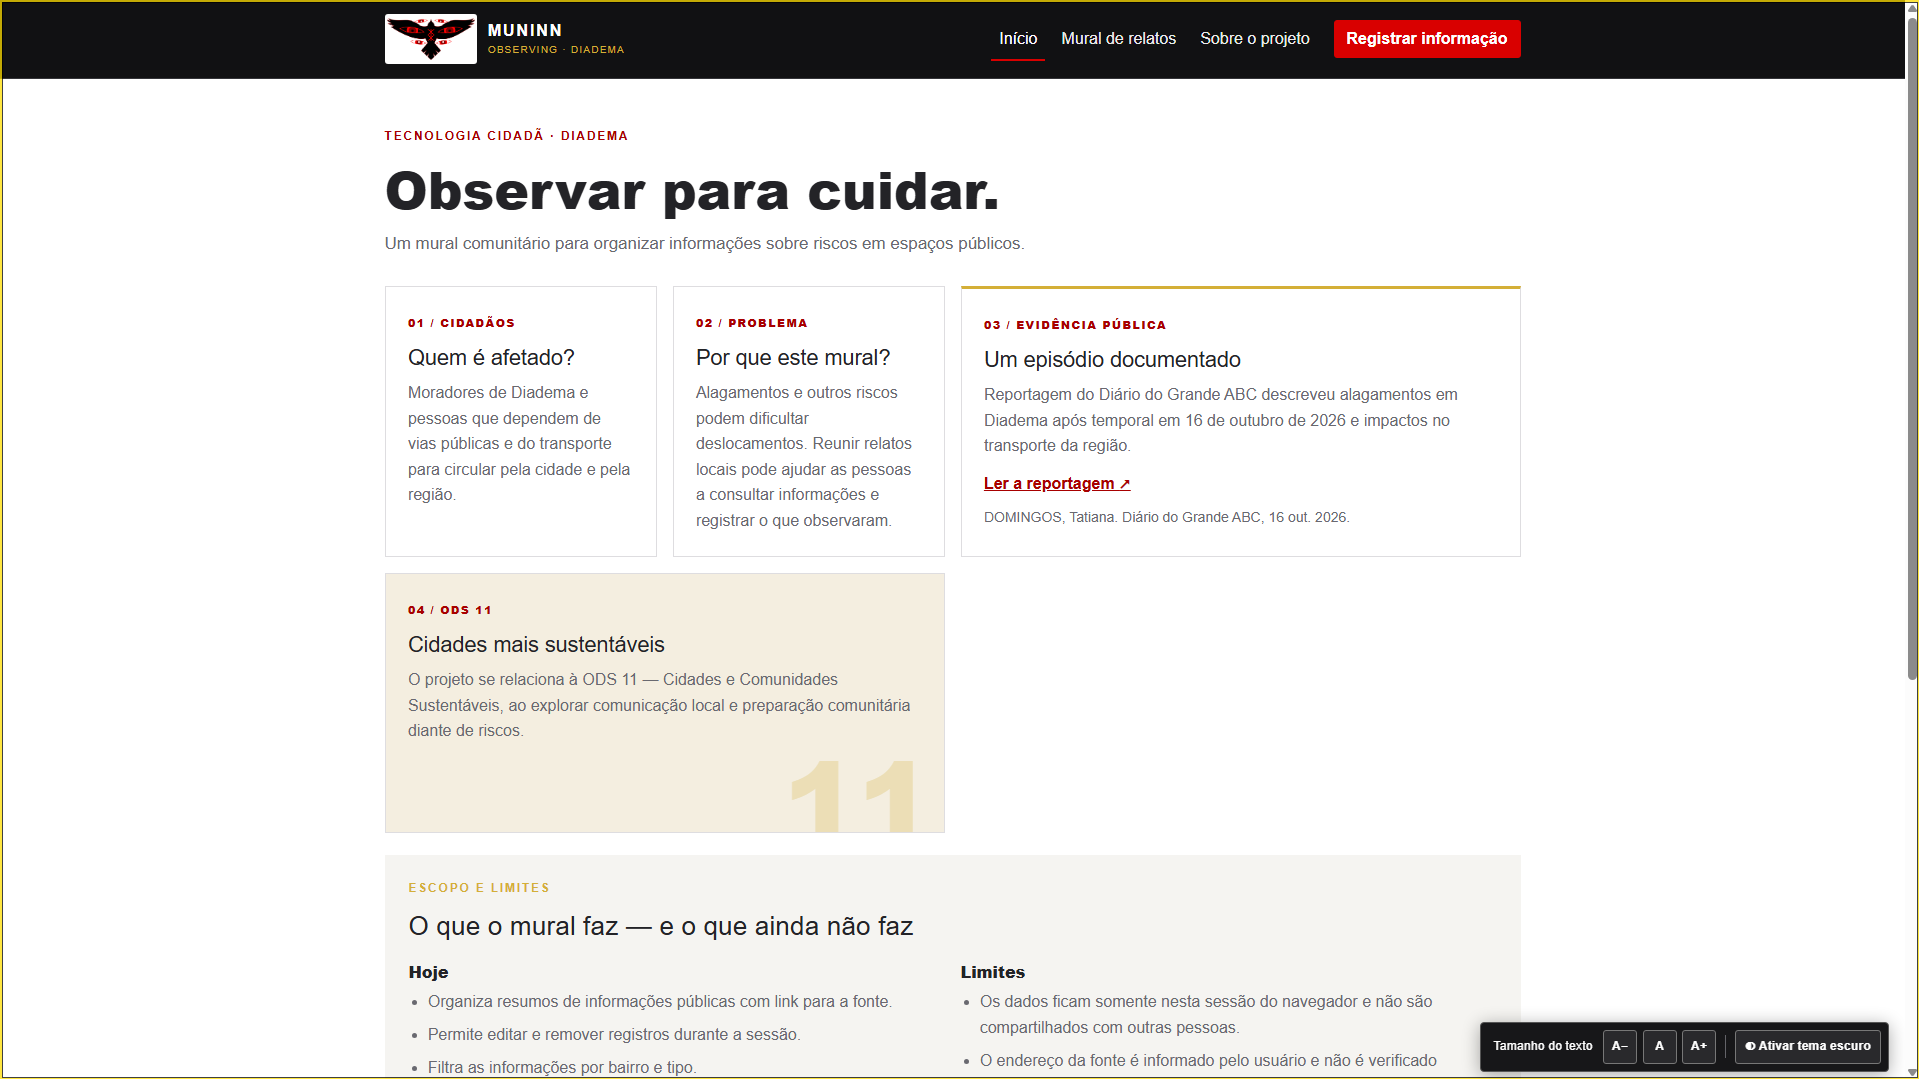 MUNINN
OBSERVING · DIADEMA
Início
Mural de relatos
Sobre o projeto
Registrar informação
TECNOLOGIA CIDADÃ · DIADEMA
Observar para cuidar.
Um mural comunitário para organizar informações sobre riscos em espaços públicos.
01 / CIDADÃOS
Quem é afetado?
Moradores de Diadema e
pessoas que dependem de
vias públicas e do transporte
para circular pela cidade e pela
região.
02 / PROBLEMA
Por que este mural?
Alagamentos e outros riscos
podem dificultar
deslocamentos. Reunir relatos
locais pode ajudar as pessoas
a consultar informações e
registrar o que observaram.
03 / EVIDÊNCIA PÚBLICA
Um episódio documentado
Reportagem do Diário do Grande ABC descreveu alagamentos em
Diadema após temporal em 16 de outubro de 2026 e impactos no
transporte da região.
Ler a reportagem ↗
DOMINGOS, Tatiana. Diário do Grande ABC, 16 out. 2026.
04 / ODS 11
Cidades mais sustentáveis
O projeto se relaciona à ODS 11 — Cidades e Comunidades
Sustentáveis, ao explorar comunicação local e preparação comunitária
diante de riscos.
11
ESCOPO E LIMITES
O que o mural faz — e o que ainda não faz
Hoje
Organiza resumos de informações públicas com link para a fonte.
Permite editar e remover registros durante a sessão.
Filtra as informações por bairro e tipo.
Limites
Os dados ficam somente nesta sessão do navegador e não são
compartilhados com outras pessoas.
O endereço da fonte é informado pelo usuário e não é verificado
Tamanho do texto
A−
A
A+
Ativar tema escuro